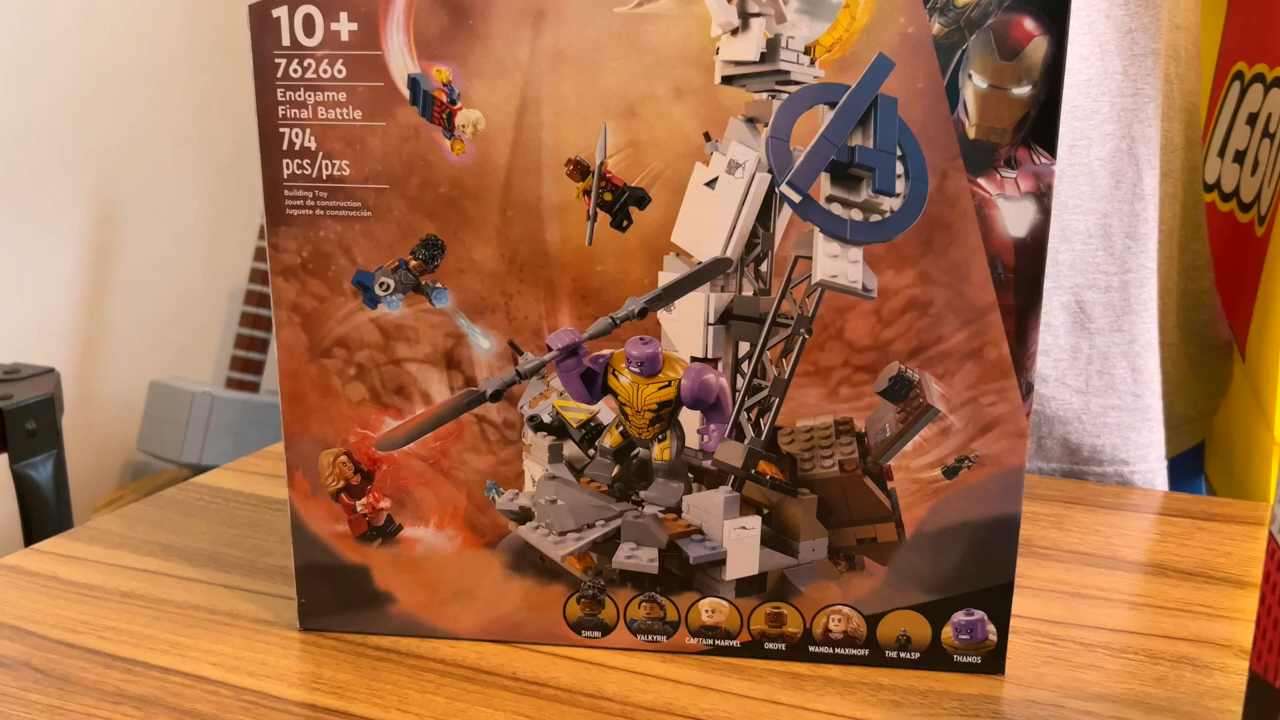 10+
76266
Endgame
Final Battle
794
pcs/pzs
Building Toy
Jouet de construction
Juguete de construcción
LEGO
SHURI
VALKYRIE
CAPTAIN MARVEL
OKOYE
WANDA MAXIMOFF
THE WASP
THANOS